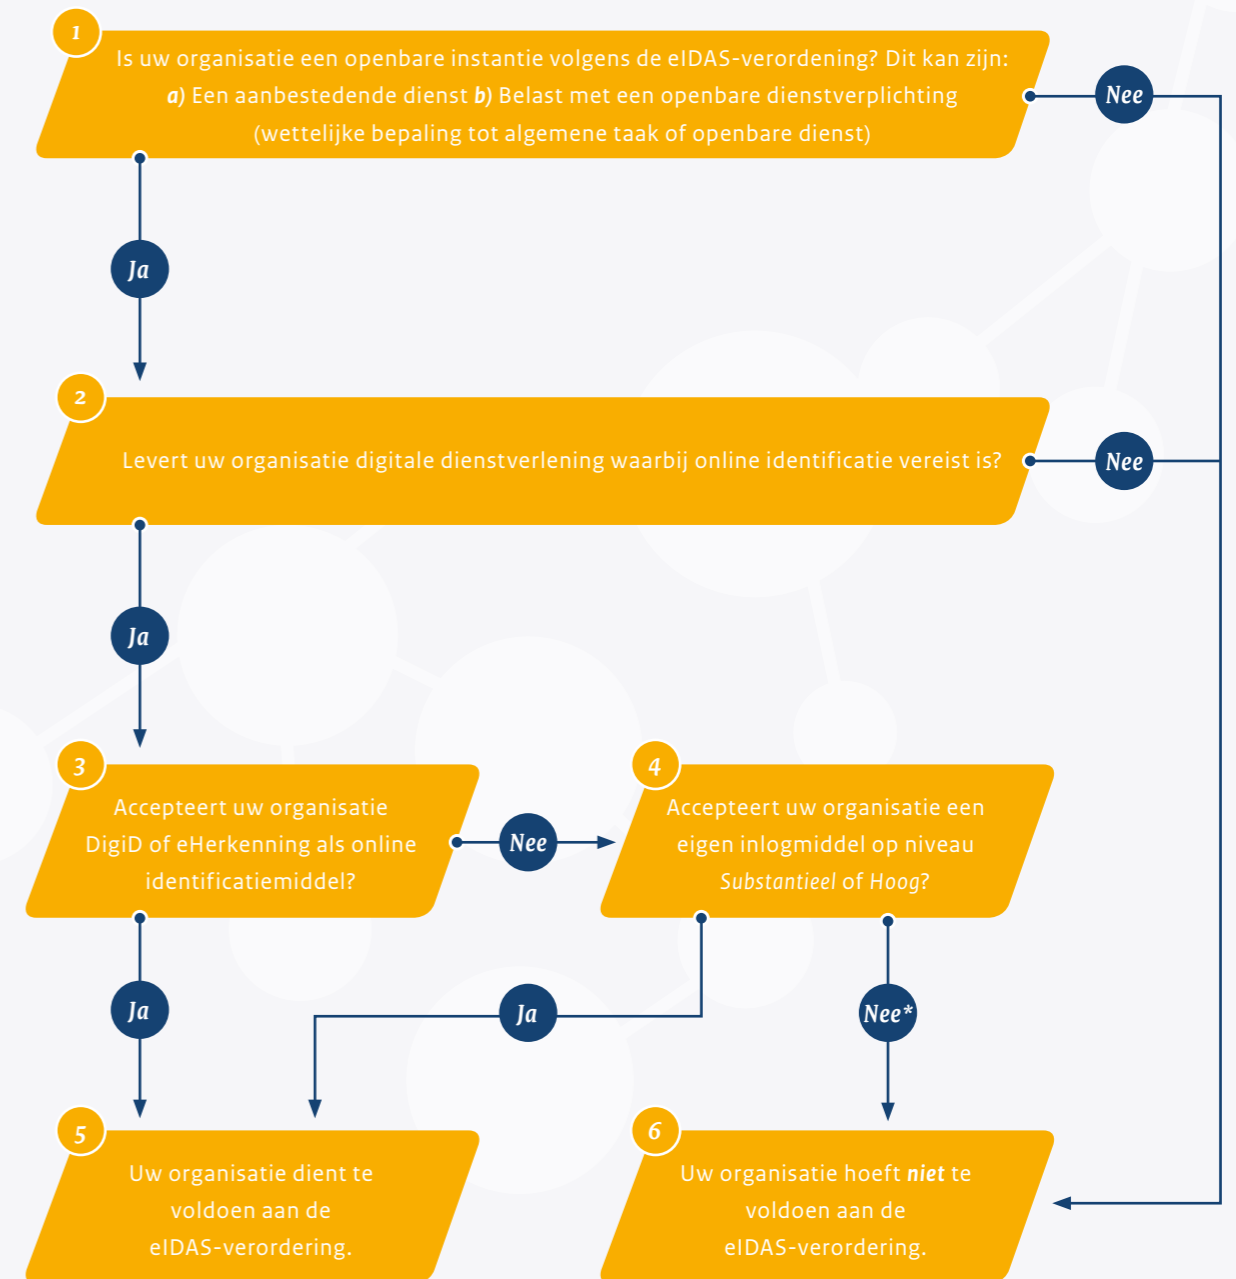 1
Is uw organisatie een openbare instantie volgens de eIDAS-verordening? Dit kan zijn:
a) Een aanbestedende dienst b) Belast met een openbare dienstverplichting
(wettelijke bepaling tot algemene taak of openbare dienst)
Nee
Ja
2
Levert uw organisatie digitale dienstverlening waarbij online identificatie vereist is?
Nee
Ja
3
Accepteert uw organisatie
DigiD of eHerkenning als online
identificatiemiddel?
Nee
4
Accepteert uw organisatie een
eigen inlogmiddel op niveau
Substantieel of Hoog?
Ja
Ja
Nee*
5
Uw organisatie dient te
voldoen aan de
eIDAS-verordering.
6
Uw organisatie hoeft niet te
voldoen aan de
eIDAS-verordering.